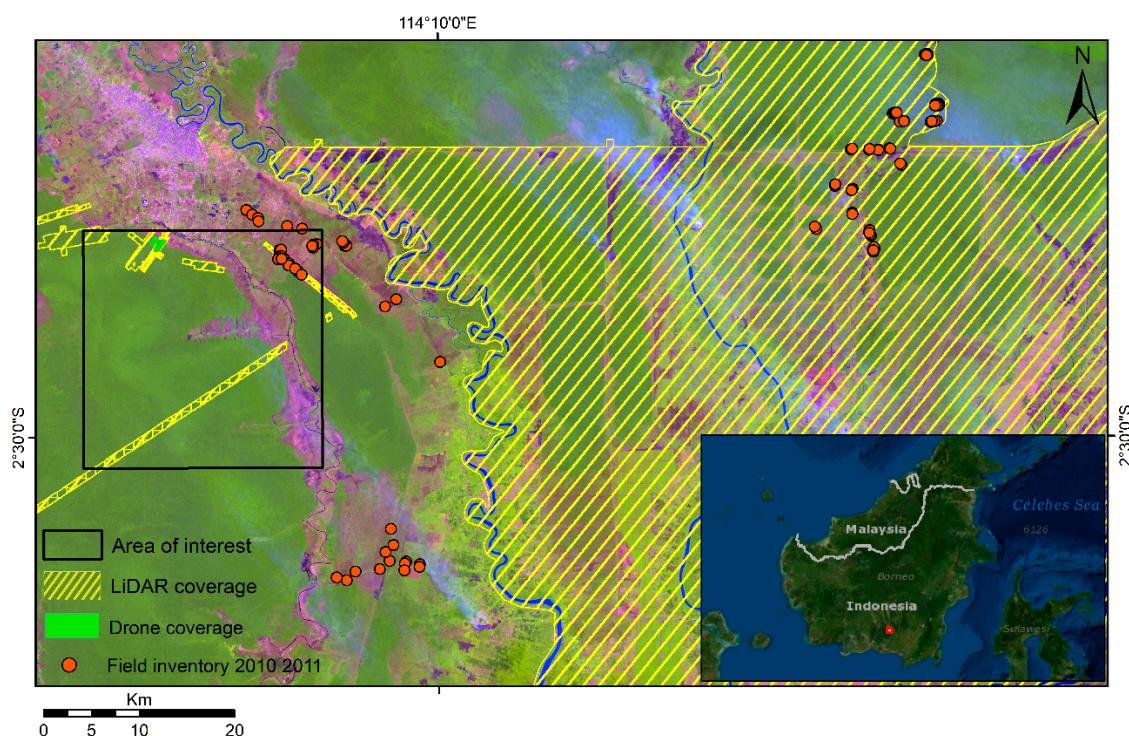 114°10'0"E
N
2°30'0"S
2°30'0"S
Area of interest
LiDAR coverage
Drone coverage
Field inventory 2010 2011
Celebes Sea
6126
Malaysia
Borneo
Indonesia
Sulawesi
Km
0 5 10 20